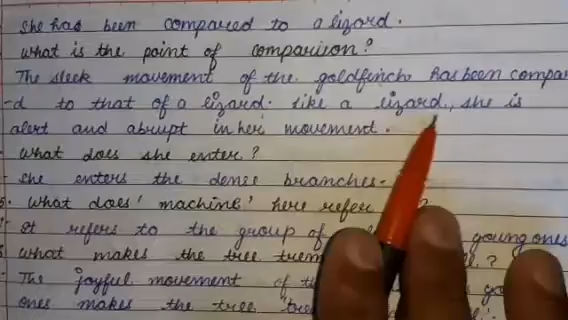 She has been compared to a lizard.
What is the point of comparison?
The sleek movement of the goldfinch has been compa
-d to that of a lizard. Like a lizard, she is
alert and abrupt in her movement.
What does she enter?
She enters the dense branches.
5. What does 'machine' here refer ?
It refers to the group of young ones
What makes the tree trem ?
The joyful movement of
ones makes the tree